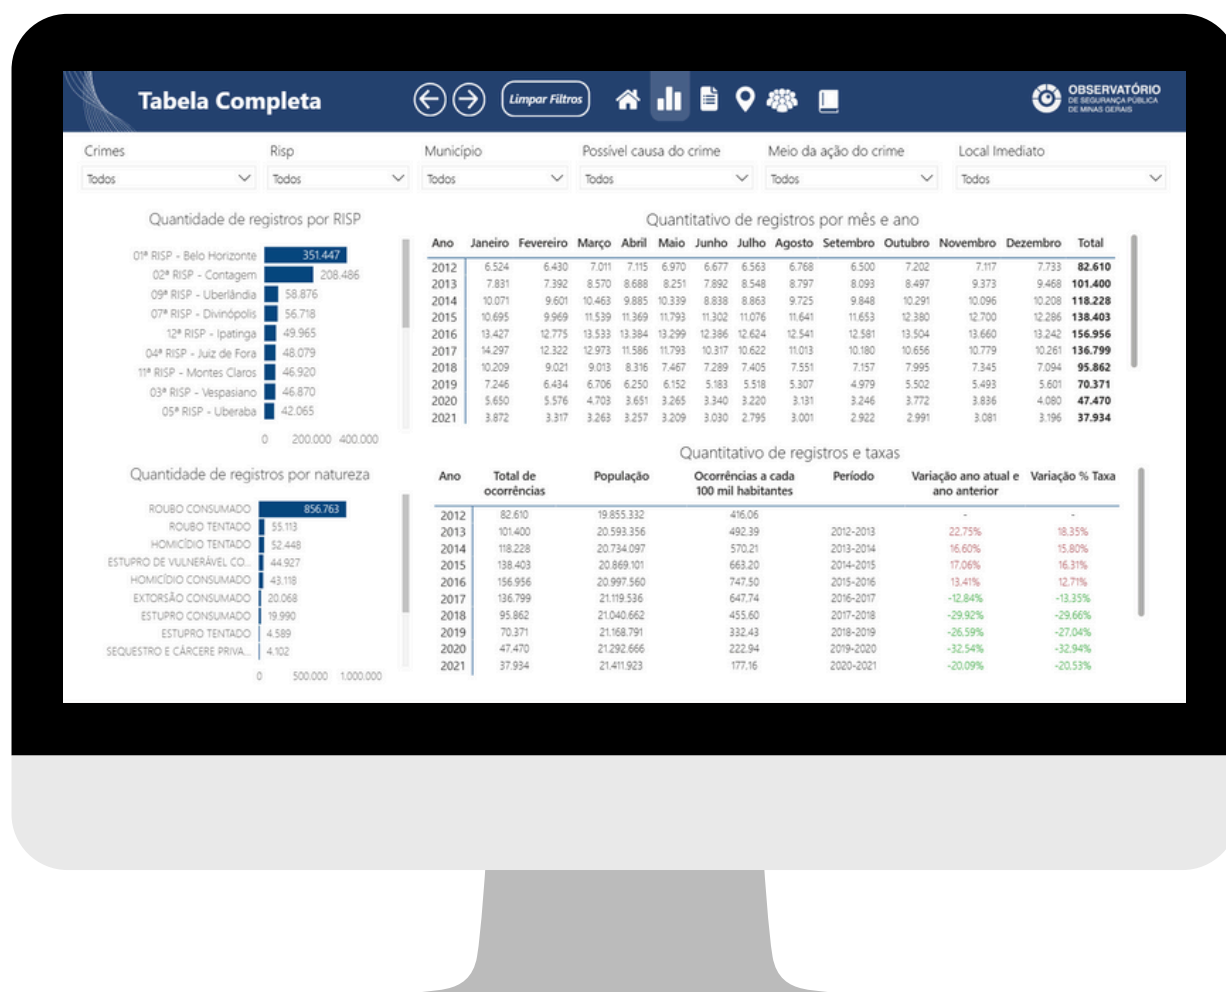 Tabela Completa
Limpar Filtros
OBSERVATÓRIO
DE SEGURANÇA PÚBLICA
DE MINAS GERAIS
Crimes Risp Município Possível causa do crime Meio da ação do crime Local Imediato
Todos Todos Todos Todos Todos Todos
Quantidade de registros por RISP
01ª RISP - Belo Horizonte 351.447
02ª RISP - Contagem 208.486
09ª RISP - Uberlândia 58.876
07ª RISP - Divinópolis 56.718
12ª RISP - Ipatinga 49.965
04ª RISP - Juiz de Fora 48.079
11ª RISP - Montes Claros 46.920
03ª RISP - Vespasiano 46.870
05ª RISP - Uberaba 42.065
0 200.000 400.000
Quantitativo de registros por mês e ano
Ano Janeiro Fevereiro Março Abril Maio Junho Julho Agosto Setembro Outubro Novembro Dezembro Total
2012 6.524 6.430 7.011 7.115 6.970 6.677 6.563 6.768 6.500 7.202 7.117 7.733 82.610
2013 7.831 7.392 8.570 8.688 8.251 7.892 8.548 8.797 8.093 8.497 9.373 9.468 101.400
2014 10.071 9.601 10.463 9.885 10.339 8.838 8.863 9.725 9.848 10.291 10.096 10.208 118.228
2015 10.695 9.969 11.539 11.369 11.793 11.302 11.076 11.641 11.653 12.380 12.700 12.286 138.403
2016 13.427 12.775 13.533 13.384 13.299 12.386 12.624 12.541 12.581 13.504 13.660 13.242 156.956
2017 14.297 12.322 12.973 11.586 11.793 10.317 10.622 11.013 10.180 10.656 10.779 10.261 136.799
2018 10.209 9.021 9.013 8.316 7.467 7.289 7.405 7.551 7.157 7.995 7.345 7.094 95.862
2019 7.246 6.434 6.706 6.250 6.152 5.183 5.518 5.307 4.979 5.502 5.493 5.601 70.371
2020 5.650 5.576 4.703 3.651 3.265 3.340 3.220 3.131 3.246 3.772 3.836 4.080 47.470
2021 3.872 3.317 3.263 3.257 3.209 3.030 2.795 3.001 2.922 2.991 3.081 3.196 37.934
Quantidade de registros por natureza
ROUBO CONSUMADO 856.763
ROUBO TENTADO 55.113
HOMICÍDIO TENTADO 52.448
ESTUPRO DE VULNERÁVEL CO... 44.927
HOMICÍDIO CONSUMADO 43.118
EXTORSÃO CONSUMADO 20.068
ESTUPRO CONSUMADO 19.990
ESTUPRO TENTADO 4.589
SEQUESTRO E CÁRCERE PRIVA... 4.102
0 500.000 1.000.000
Quantitativo de registros e taxas
Ano Total de População Ocorrências a cada Período Variação ano atual e Variação % Taxa
ocorrências 100 mil habitantes ano anterior
2012 82.610 19.855.332 416.06 - -
2013 101.400 20.593.356 492.39 2012-2013 22,75% 18,35%
2014 118.228 20.734.097 570.21 2013-2014 16,60% 15,80%
2015 138.403 20.869.101 663.20 2014-2015 17,06% 16,31%
2016 156.956 20.997.560 747.50 2015-2016 13,41% 12,71%
2017 136.799 21.119.536 647.74 2016-2017 -12,84% -13,35%
2018 95.862 21.040.662 455.60 2017-2018 -29,92% -29,66%
2019 70.371 21.168.791 332.43 2018-2019 -26,59% -27,04%
2020 47.470 21.292.666 222.94 2019-2020 -32,54% -32,94%
2021 37.934 21.411.923 177.16 2020-2021 -20,09% -20,53%